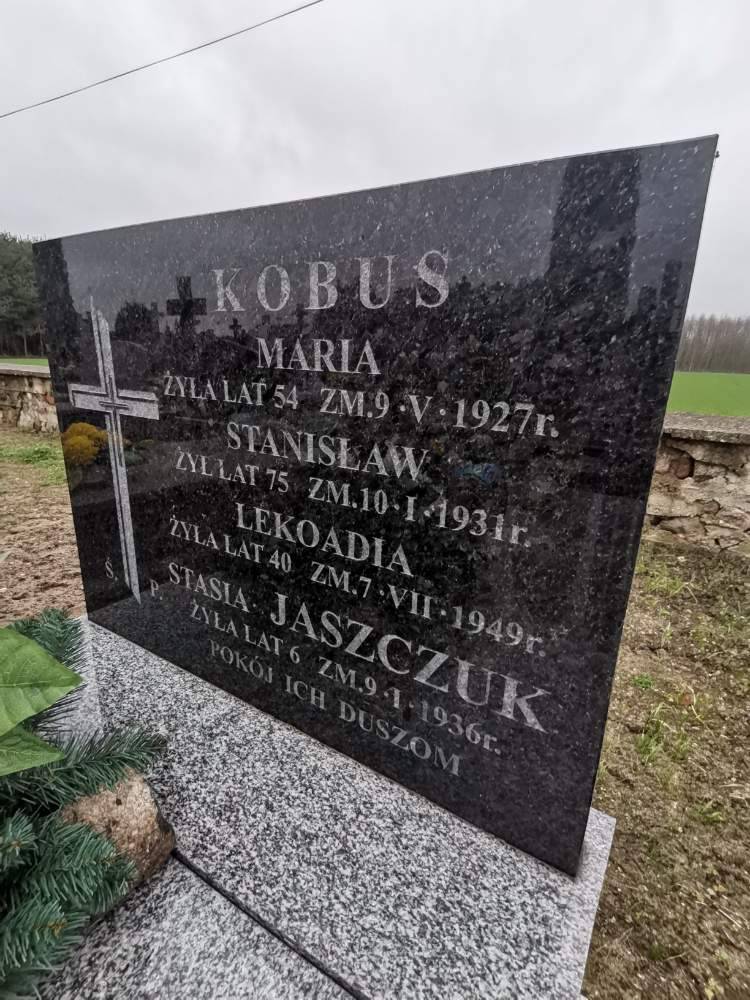 KOBUS
MARIA
ŻYŁA LAT 54 ZM.9·V·1927r.
STANISŁAW
ŻYŁ LAT 75 ZM.10·I·1931r.
LEKOADIA
ŻYŁA LAT 40 ZM.7·VII·1949r.
Ś. P.
STASIA JASZCZUK
ŻYŁA LAT 6 ZM.9·I·1936r.
POKÓJ ICH DUSZOM